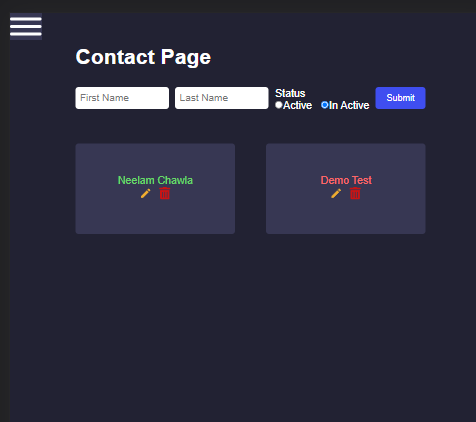 Contact Page
First Name
Last Name
Status
Active
In Active
Submit
Neelam Chawla
Demo Test